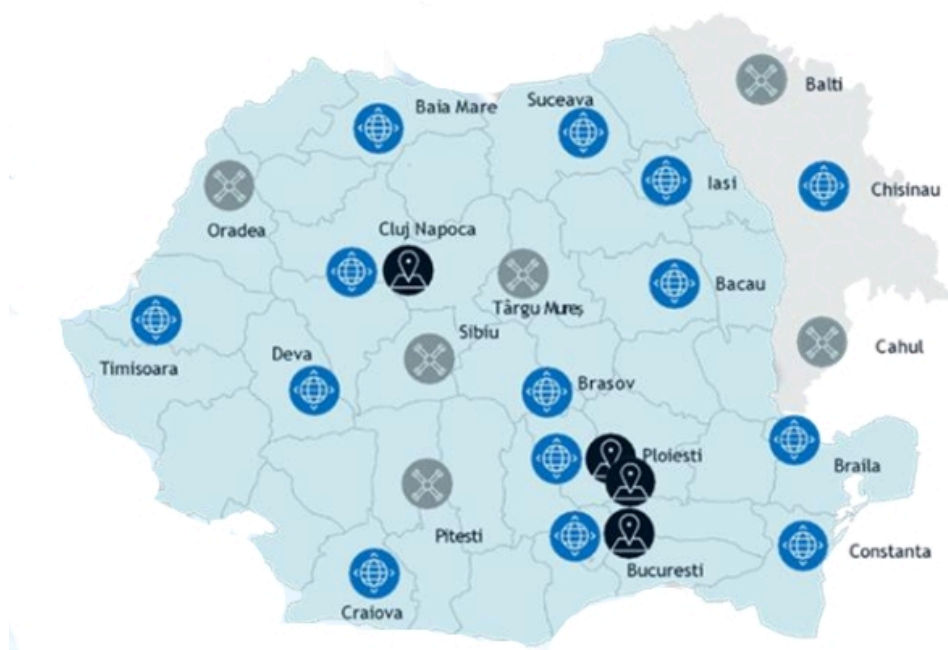 Balti
Suceava
Baia Mare
Iasi
Chisinau
Oradea
Cluj Napoca
Bacau
Târgu Mureș
Sibiu
Cahul
Deva
Timisoara
Brasov
Ploiesti
Braila
Pitesti
Constanta
Bucuresti
Craiova